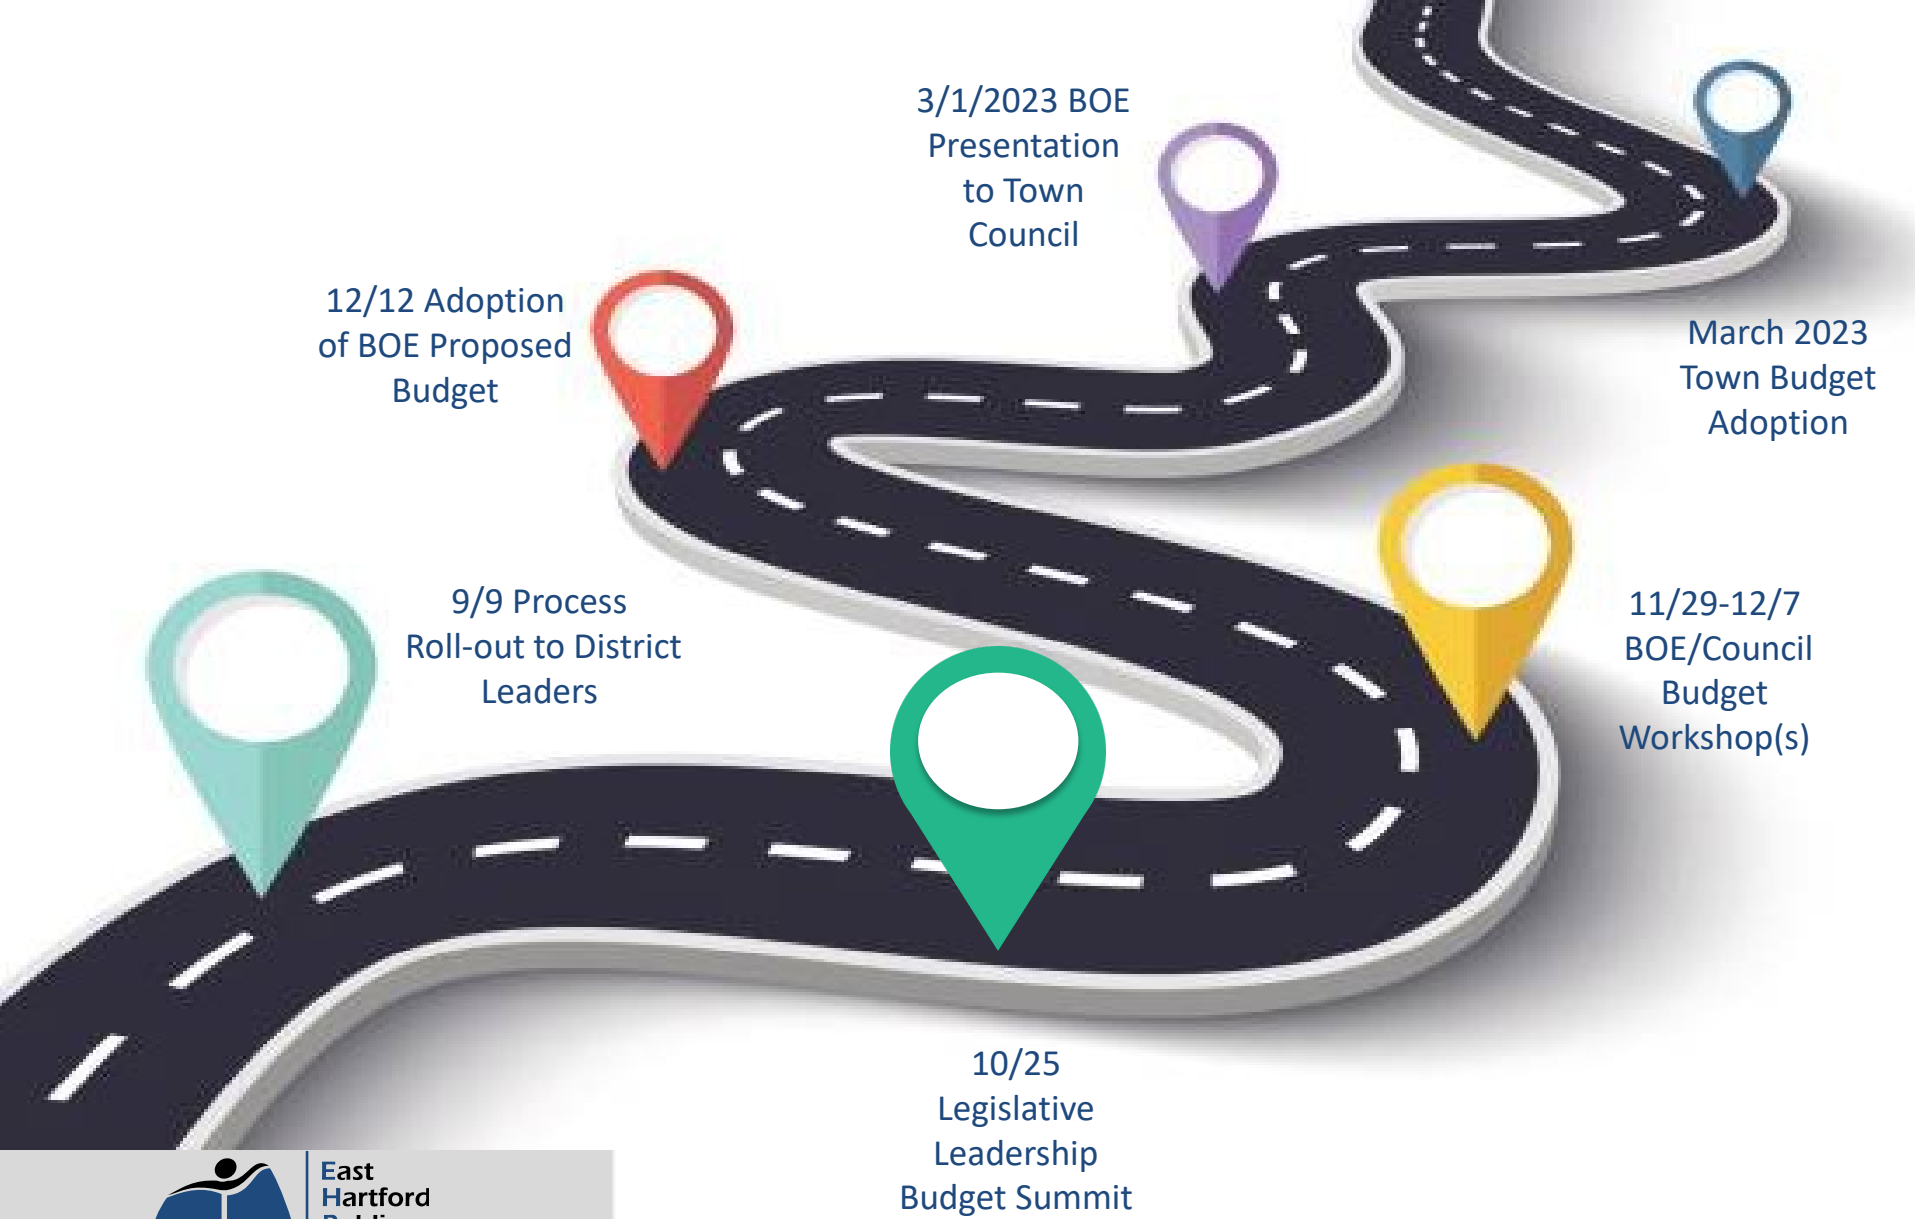 3/1/2023 BOE
Presentation
to Town
Council
12/12 Adoption
of BOE Proposed
Budget
March 2023
Town Budget
Adoption
9/9 Process
Roll-out to District
Leaders
11/29-12/7
BOE/Council
Budget
Workshop(s)
10/25
Legislative
Leadership
Budget Summit
East
Hartford